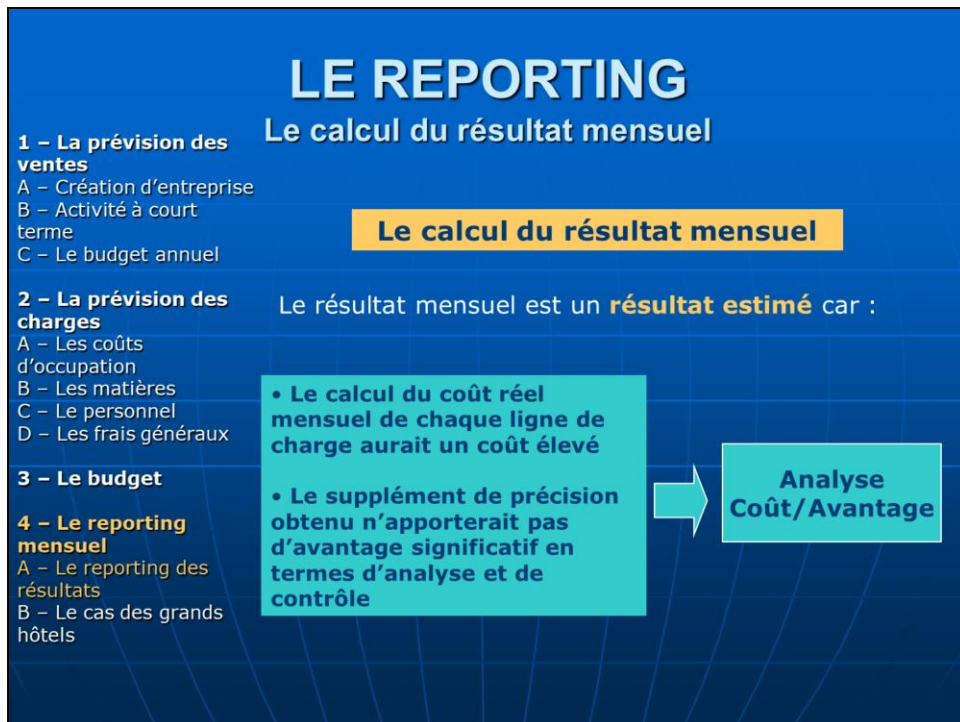 LE REPORTING
Le calcul du résultat mensuel
1 – La prévision des
ventes
A – Création d'entreprise
B – Activité à court
terme
C – Le budget annuel
2 – La prévision des
charges
A – Les coûts
d'occupation
B – Les matières
C – Le personnel
D – Les frais généraux
3 – Le budget
4 – Le reporting
mensuel
A – Le reporting des
résultats
B – Le cas des grands
hôtels
Le calcul du résultat mensuel
Le résultat mensuel est un résultat estimé car :
• Le calcul du coût réel
mensuel de chaque ligne de
charge aurait un coût élevé
• Le supplément de précision
obtenu n'apporterait pas
d'avantage significatif en
termes d'analyse et de
contrôle
Analyse
Coût/Avantage